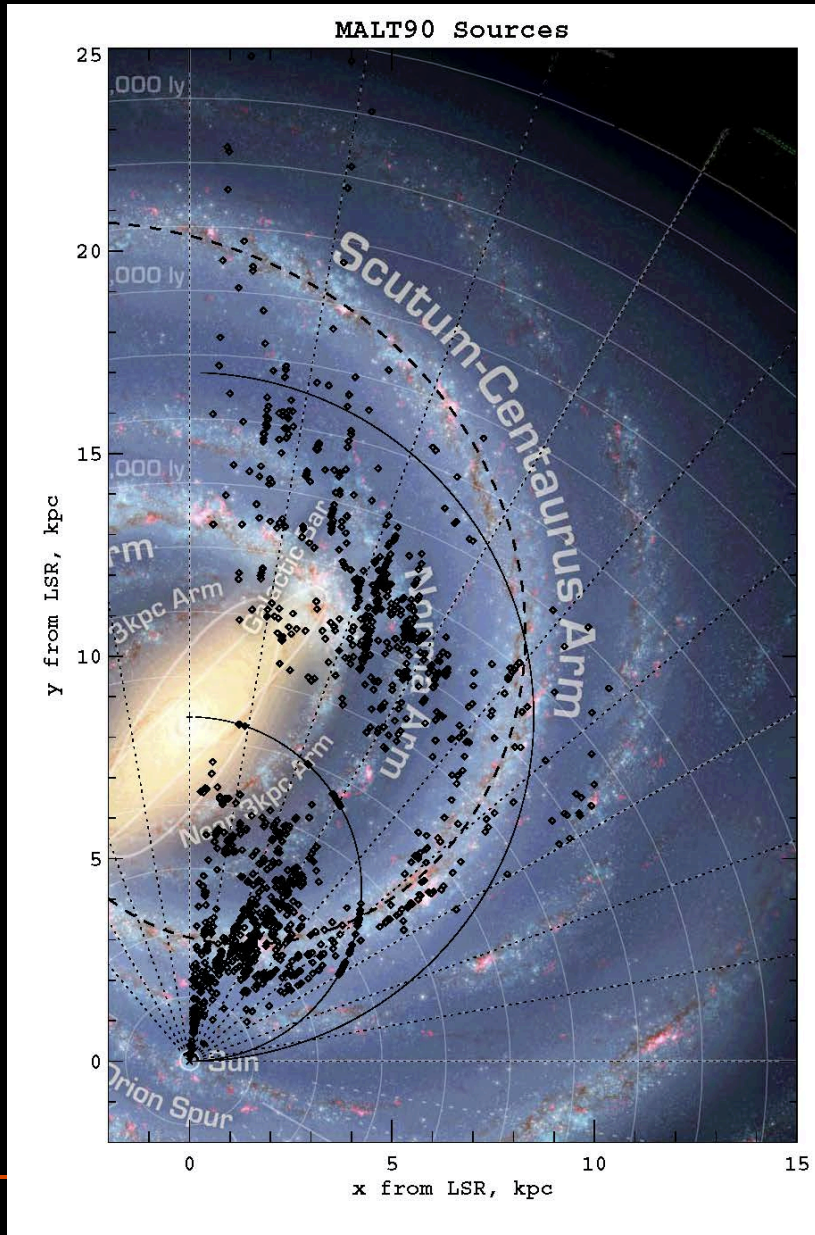 MALT90 Sources
25
,000 ly
20
,000 ly
Scutum-Centaurus Arm
15
,000 ly
Galactic Bar
rm
3kpc Arm
Norma Arm
10
Near 3kpc Arm
5
0
Sun
Orion Spur
y from LSR, kpc
0
5
10
15
x from LSR, kpc